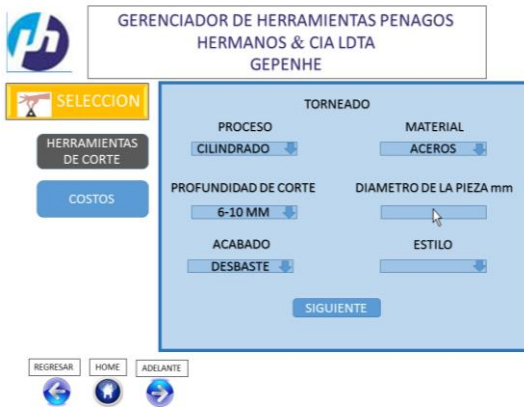 GERENCIADOR DE HERRAMIENTAS PENAGOS
HERMANOS & CIA LDTA
GEPENHE
SELECCION
HERRAMIENTAS
DE CORTE
COSTOS
TORNEADO
PROCESO
MATERIAL
CILINDRADO
ACEROS
PROFUNDIDAD DE CORTE
DIAMETRO DE LA PIEZA mm
6-10 MM
ACABADO
ESTILO
DESBASTE
SIGUIENTE
REGRESAR
HOME
ADELANTE